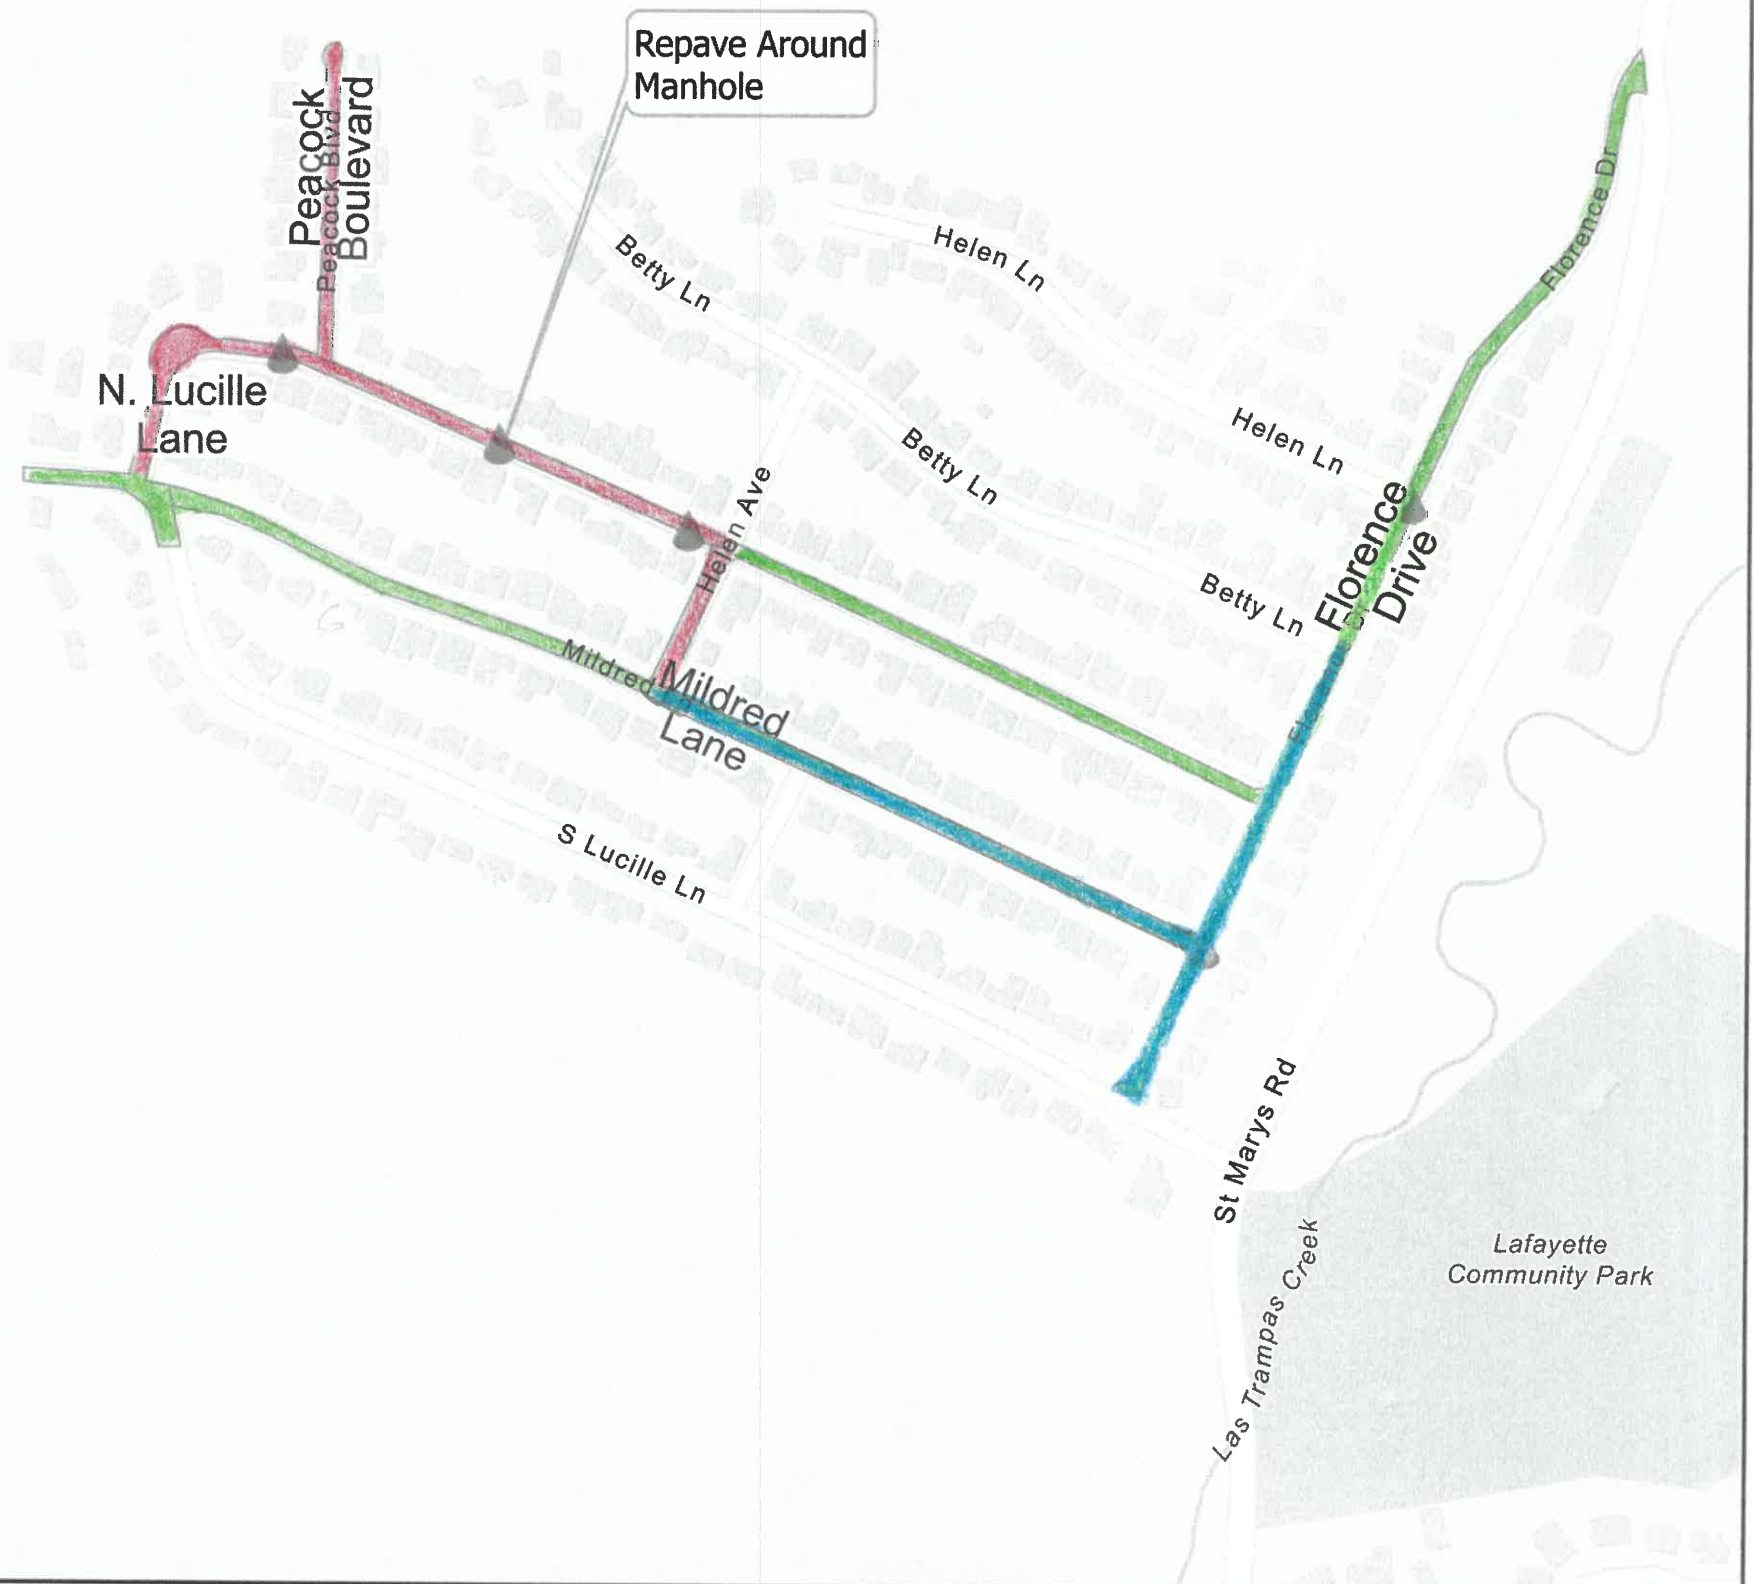 Repave Around
Manhole
Peacock
Boulevard
Peacock Blvd
Betty Ln
Helen Ln
Florence Dr
N. Lucille
Lane
Helen Ln
Betty Ln
Helen Ave
Florence
Drive
Betty Ln
Mildred
Mildred
Lane
S Lucille Ln
St Marys Rd
Las Trampas Creek
Lafayette
Community Park